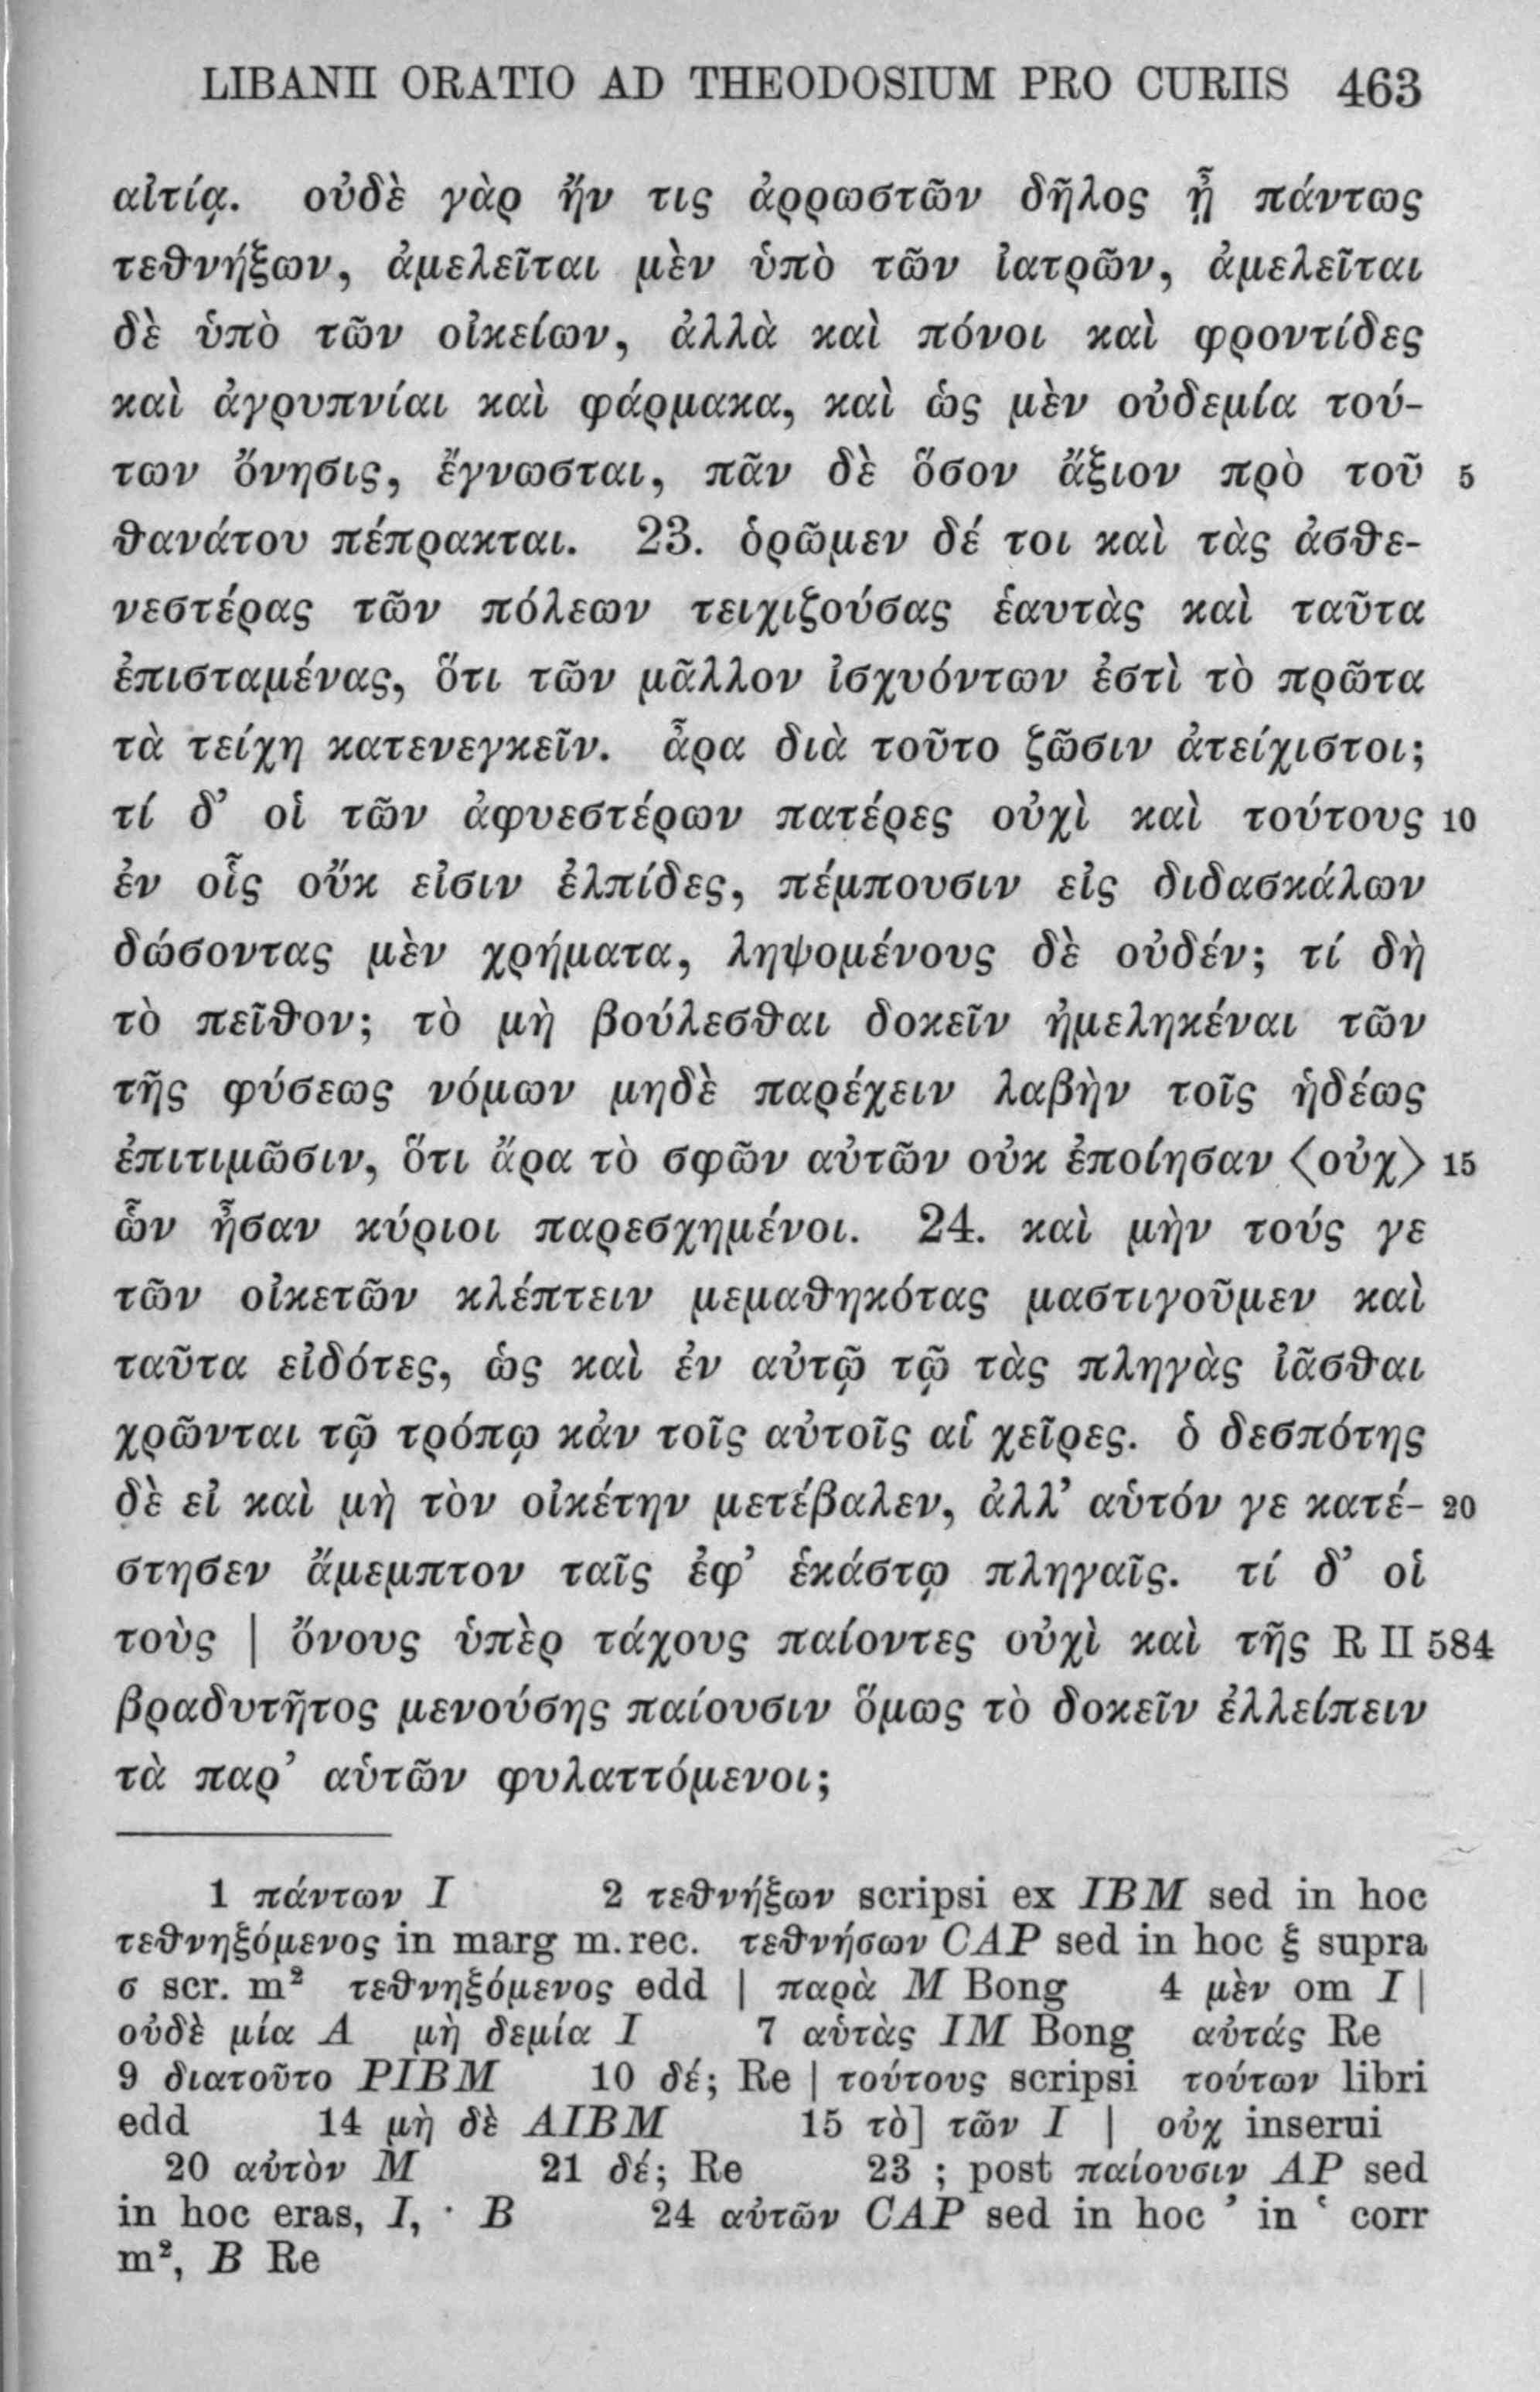 LIBANII ORATIO AD THEODOSIUM PRO CURIIS 463
αἰτίᾳ. οὐδὲ γὰρ ἤν τις ἀρρωστῶν δῆλος ᾖ πάντως
τεθνήξων, ἀμελεῖται μὲν ὑπὸ τῶν ἰατρῶν, ἀμελεῖται
δὲ ὑπὸ τῶν οἰκείων, ἀλλὰ καὶ πόνοι καὶ φροντίδες
καὶ ἀγρυπνίαι καὶ φάρμακα, καὶ ὡς μὲν οὐδεμία τού-
των ὄνησις, ἔγνωσται, πᾶν δὲ ὅσον ἄξιον πρὸ τοῦ 5
θανάτου πέπρακται. 23. ὁρῶμεν δέ τοι καὶ τὰς ἀσθε-
νεστέρας τῶν πόλεων τειχιζούσας ἑαυτὰς καὶ ταῦτα
ἐπισταμένας, ὅτι τῶν μᾶλλον ἰσχυόντων ἐστὶ τὸ πρῶτα
τὰ τείχη κατενεγκεῖν. ἆρα διὰ τοῦτο ζῶσιν ἀτείχιστοι;
τί δ’ οἱ τῶν ἀφυεστέρων πατέρες οὐχὶ καὶ τούτους 10
ἐν οἷς οὔκ εἰσιν ἐλπίδες, πέμπουσιν εἰς διδασκάλων
δώσοντας μὲν χρήματα, ληψομένους δὲ οὐδέν; τί δὴ
τὸ πεῖθον; τὸ μὴ βούλεσθαι δοκεῖν ἠμεληκέναι τῶν
τῆς φύσεως νόμων μηδὲ παρέχειν λαβὴν τοῖς ἡδέως
ἐπιτιμῶσιν, ὅτι ἄρα τὸ σφῶν αὐτῶν οὐκ ἐποίησαν ⟨οὐχ⟩ 15
ὧν ἦσαν κύριοι παρεσχημένοι. 24. καὶ μὴν τούς γε
τῶν οἰκετῶν κλέπτειν μεμαθηκότας μαστιγοῦμεν καὶ
ταῦτα εἰδότες, ὡς καὶ ἐν αὐτῷ τῷ τὰς πληγὰς ἰᾶσθαι
χρῶνται τῷ τρόπῳ κἀν τοῖς αὐτοῖς αἱ χεῖρες. ὁ δεσπότης
δὲ εἰ καὶ μὴ τὸν οἰκέτην μετέβαλεν, ἀλλ’ αὑτόν γε κατέ- 20
στησεν ἄμεμπτον ταῖς ἐφ’ ἑκάστῳ πληγαῖς. τί δ’ οἱ
τοὺς | ὄνους ὑπὲρ τάχους παίοντες οὐχὶ καὶ τῆς R II 584
βραδυτῆτος μενούσης παίουσιν ὅμως τὸ δοκεῖν ἐλλείπειν
τὰ παρ’ αὑτῶν φυλαττόμενοι;
1 πάντων I 2 τεθνήξων scripsi ex IBM sed in hoc
τεθνηξόμενος in marg m. rec. τεθνήσων CAP sed in hoc ξ supra
σ scr. m² τεθνηξόμενος edd | παρὰ M Bong 4 μὲν om I |
οὐδὲ μία A μὴ δεμία I 7 αὑτὰς IM Bong αὐτάς Re
9 διατοῦτο PIBM 10 δέ; Re | τούτους scripsi τούτων libri
edd 14 μὴ δὲ AIBM 15 τὸ] τῶν I | οὐχ inserui
20 αὐτὸν M 21 δέ; Re 23 ; post παίουσιν AP sed
in hoc eras, I, · B 24 αὐτῶν CAP sed in hoc ’ in ‘ corr
m², B Re